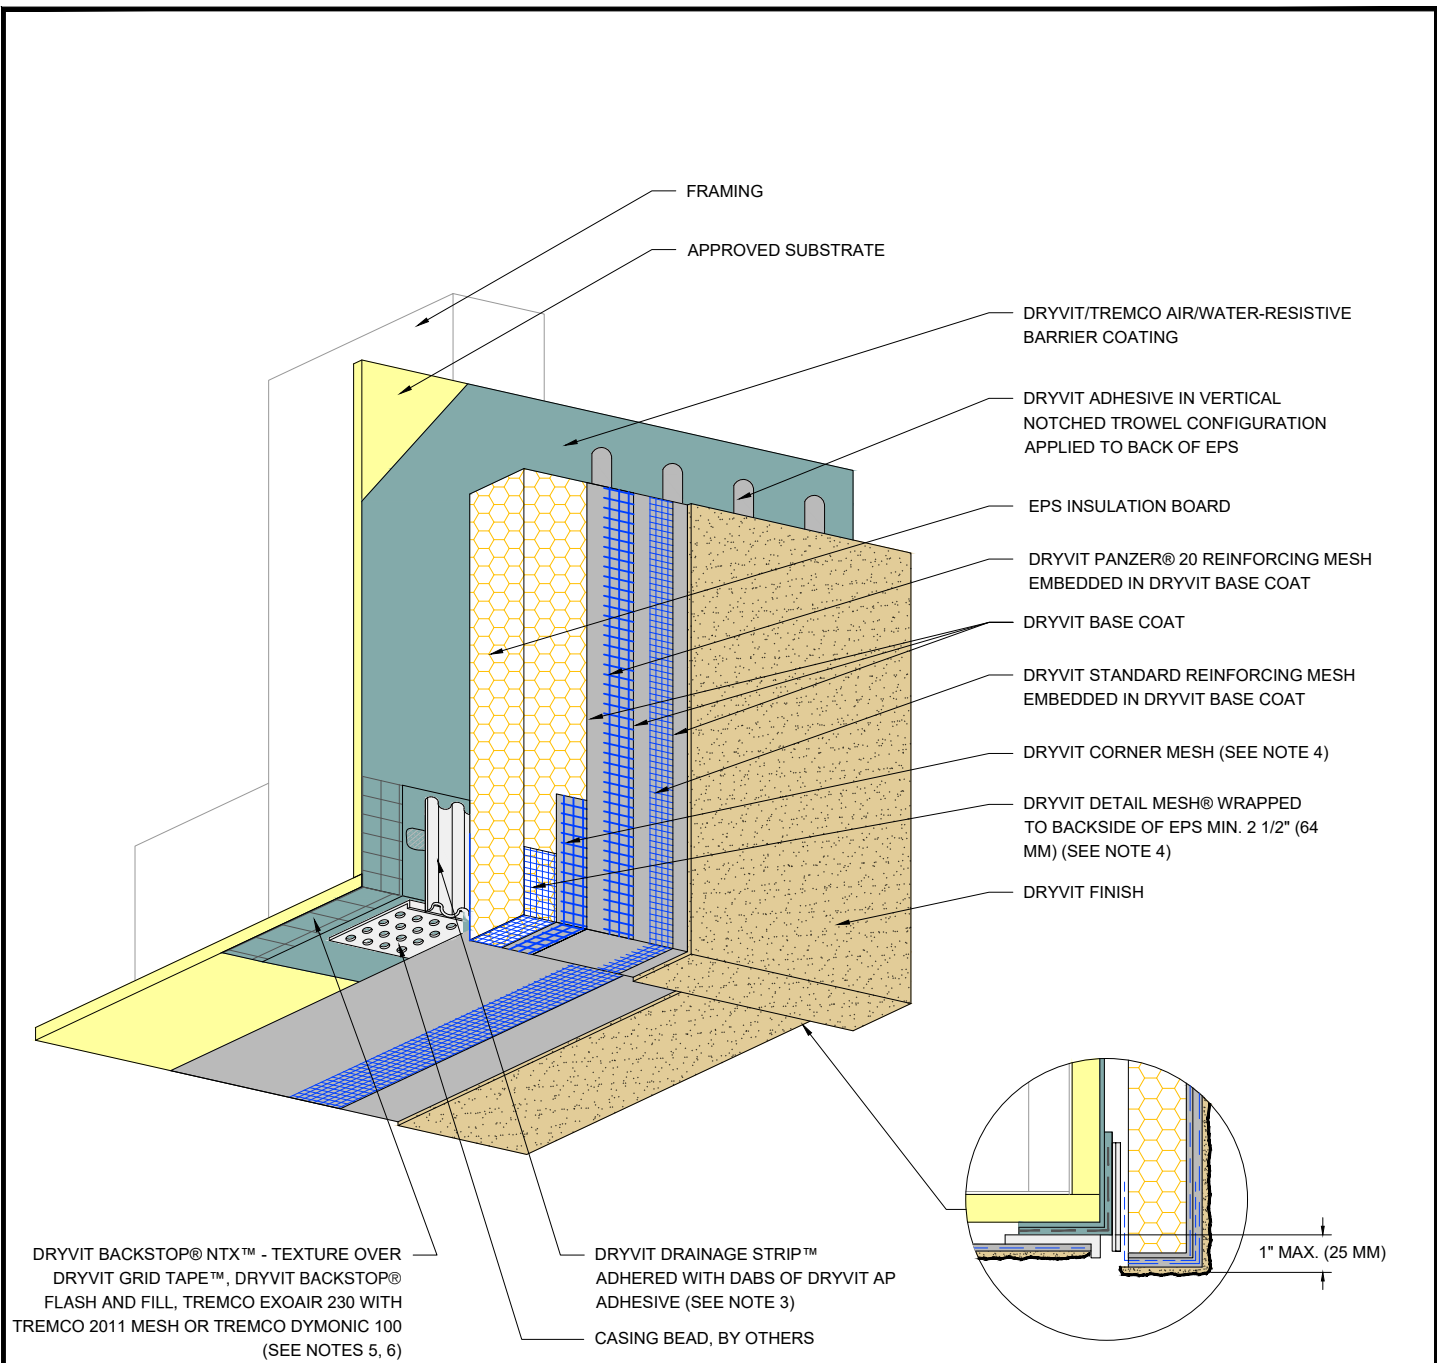 FRAMING
APPROVED SUBSTRATE
DRYVIT/TREMCO AIR/WATER-RESISTIVE
BARRIER COATING
DRYVIT ADHESIVE IN VERTICAL
NOTCHED TROWEL CONFIGURATION
APPLIED TO BACK OF EPS
EPS INSULATION BOARD
DRYVIT PANZER® 20 REINFORCING MESH
EMBEDDED IN DRYVIT BASE COAT
DRYVIT BASE COAT
DRYVIT STANDARD REINFORCING MESH
EMBEDDED IN DRYVIT BASE COAT
DRYVIT CORNER MESH (SEE NOTE 4)
DRYVIT DETAIL MESH® WRAPPED
TO BACKSIDE OF EPS MIN. 2 1/2" (64
MM) (SEE NOTE 4)
DRYVIT FINISH
1" MAX. (25 MM)
DRYVIT BACKSTOP® NTX™ - TEXTURE OVER
DRYVIT GRID TAPE™, DRYVIT BACKSTOP®
FLASH AND FILL, TREMCO EXOAIR 230 WITH
TREMCO 2011 MESH OR TREMCO DYMONIC 100
(SEE NOTES 5, 6)
DRYVIT DRAINAGE STRIP™
ADHERED WITH DABS OF DRYVIT AP
ADHESIVE (SEE NOTE 3)
CASING BEAD, BY OTHERS